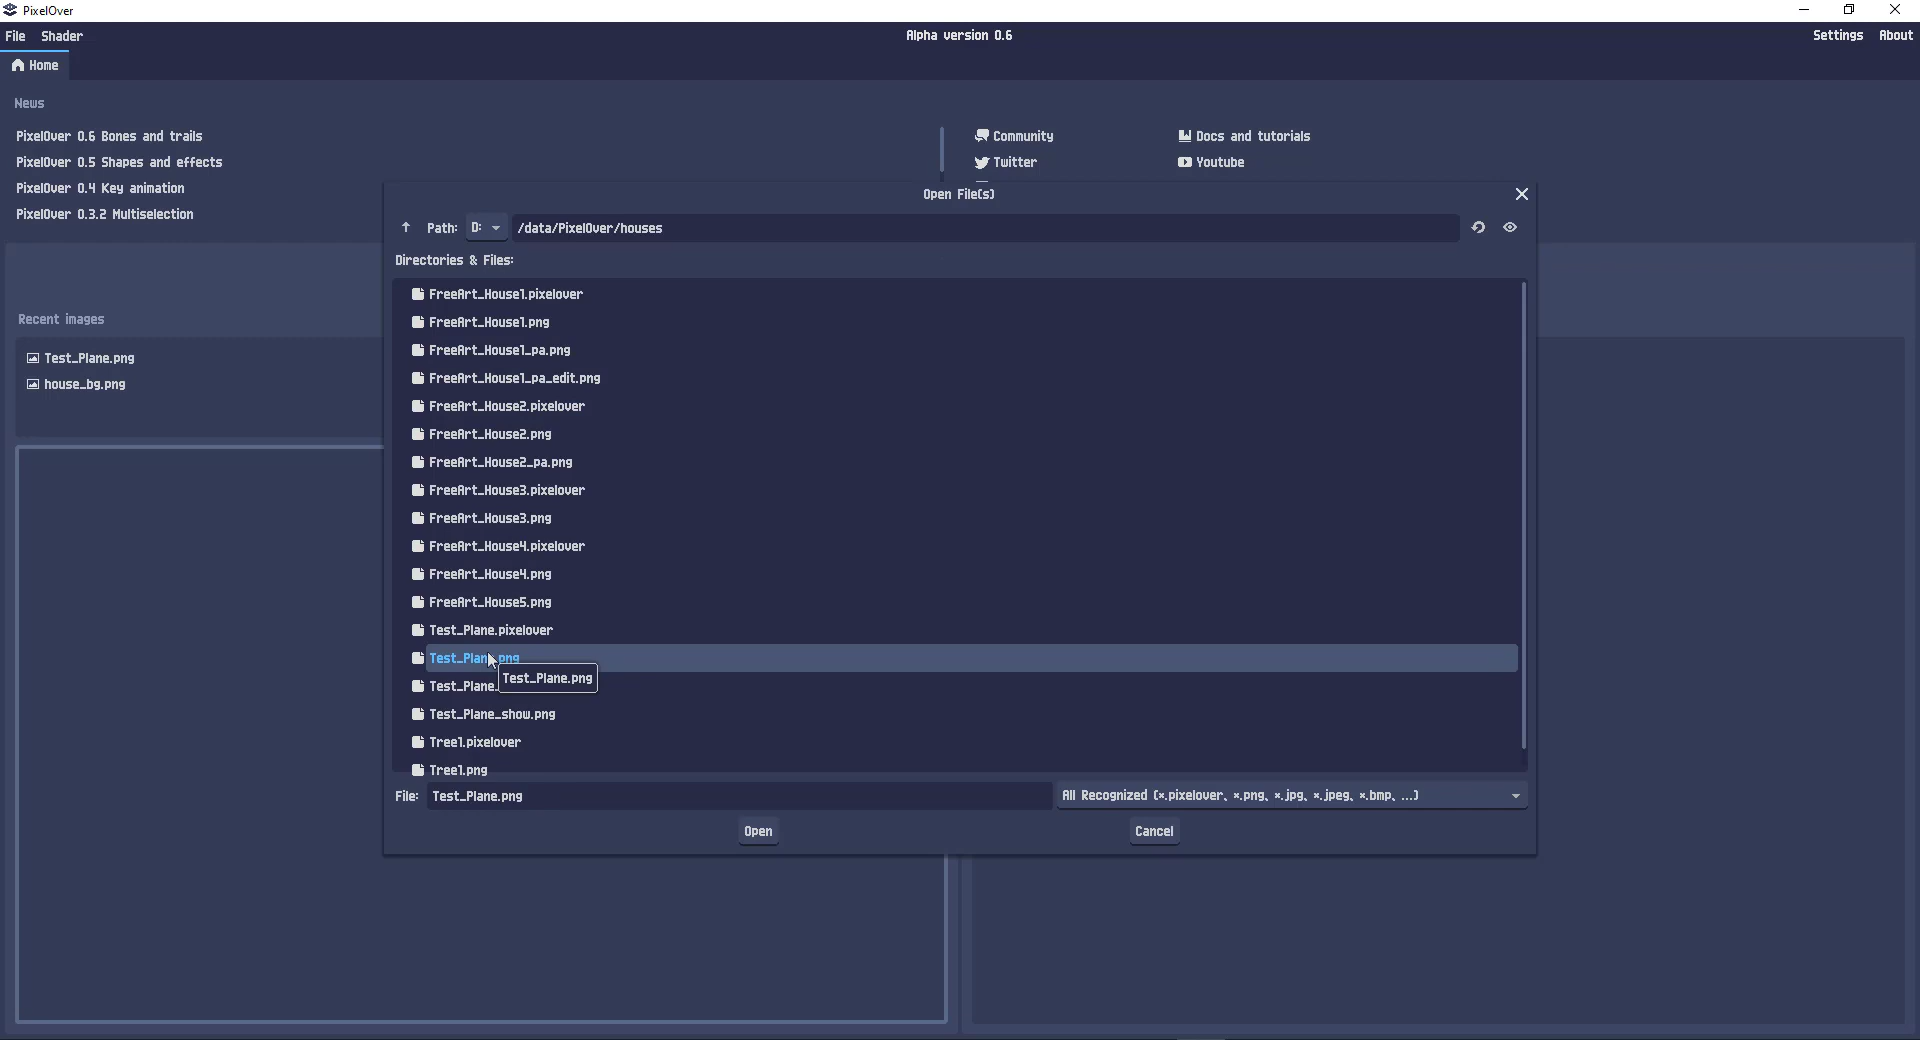 PixelOver
File Shader Alpha version 0.6 Settings About
Home
News
PixelOver 0.6 Bones and trails
PixelOver 0.5 Shapes and effects
PixelOver 0.4 Key animation
PixelOver 0.3.2 Multiselection
Community Docs and tutorials
Twitter Youtube
Recent images
Test_Plane.png
house_bg.png
Open File(s)
Path: D: /data/PixelOver/houses
Directories & Files:
FreeArt_House1.pixelover
FreeArt_House1.png
FreeArt_House1_pa.png
FreeArt_House1_pa_edit.png
FreeArt_House2.pixelover
FreeArt_House2.png
FreeArt_House2_pa.png
FreeArt_House3.pixelover
FreeArt_House3.png
FreeArt_House4.pixelover
FreeArt_House4.png
FreeArt_House5.png
Test_Plane.pixelover
Test_Plane.png
Test_Plane.png
Test_Plane_show.png
Tree1.pixelover
Tree1.png
File: Test_Plane.png All Recognized (*.pixelover, *.png, *.jpg, *.jpeg, *.bmp, ...)
Open Cancel